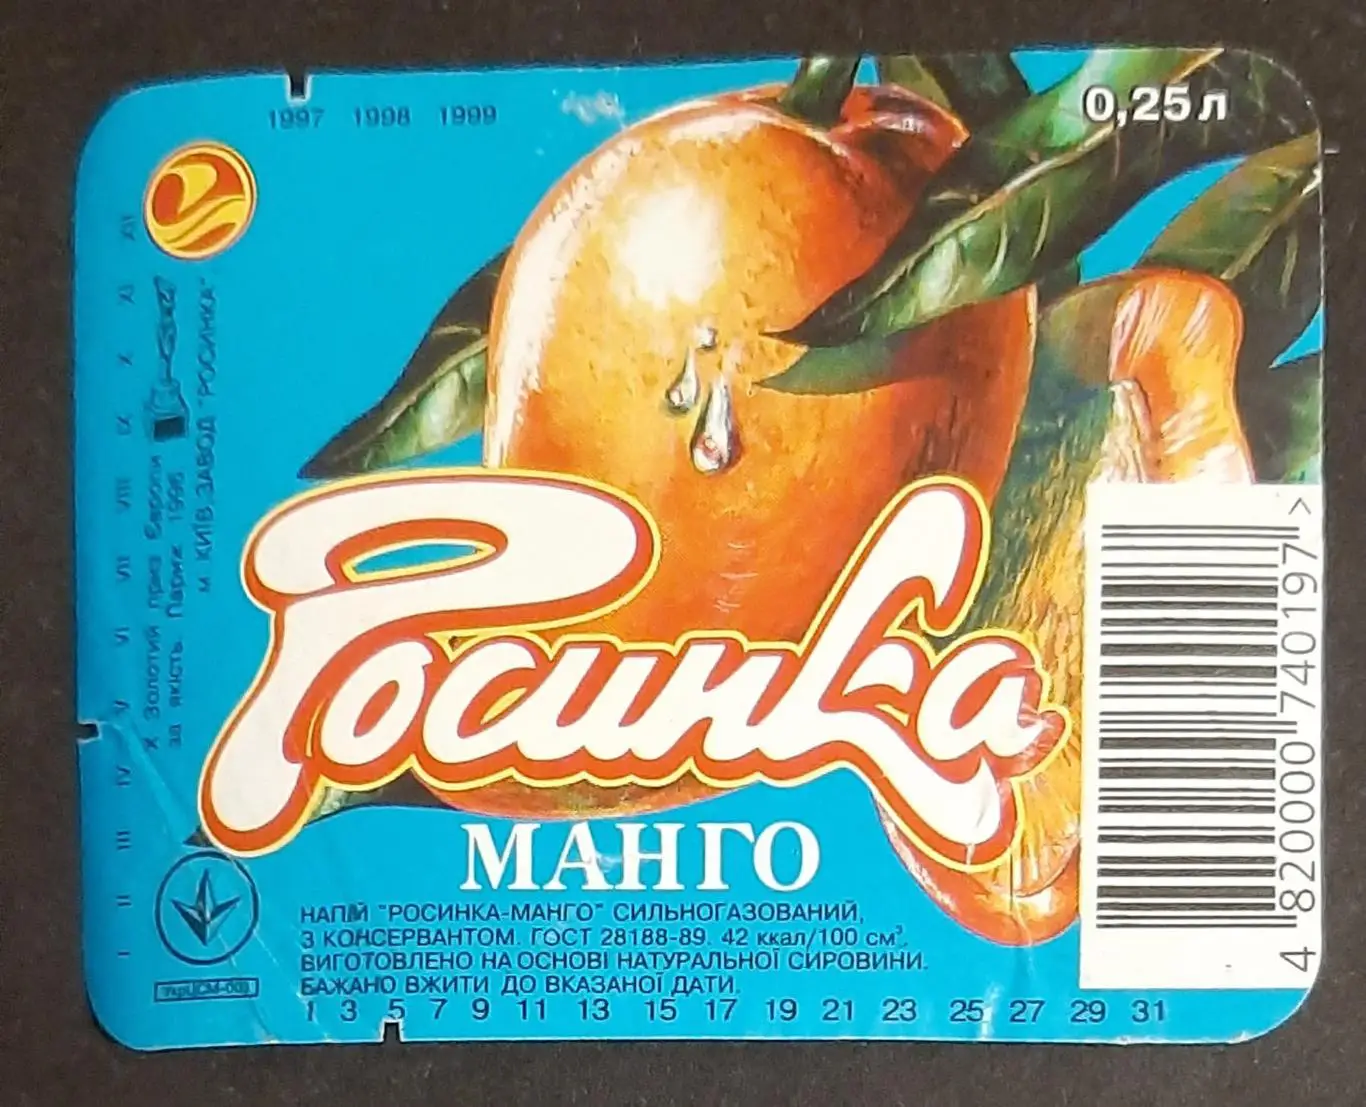 1997 1998 1999
0,25 л
I II III IV V VI VII VIII IX X XI XII
X Золотий приз Європи
за якість. Париж 1996
м. КИЇВ.ЗАВОД "РОСИНКА"
Росинка
МАНГО
НАПІЙ "РОСИНКА-МАНГО" СИЛЬНОГАЗОВАНИЙ,
З КОНСЕРВАНТОМ. ГОСТ 28188-89. 42 ккал/100 см³.
ВИГОТОВЛЕНО НА ОСНОВІ НАТУРАЛЬНОЇ СИРОВИНИ.
БАЖАНО ВЖИТИ ДО ВКАЗАНОЇ ДАТИ.
1 3 5 7 9 11 13 15 17 19 21 23 25 27 29 31
4 820000 740197 >